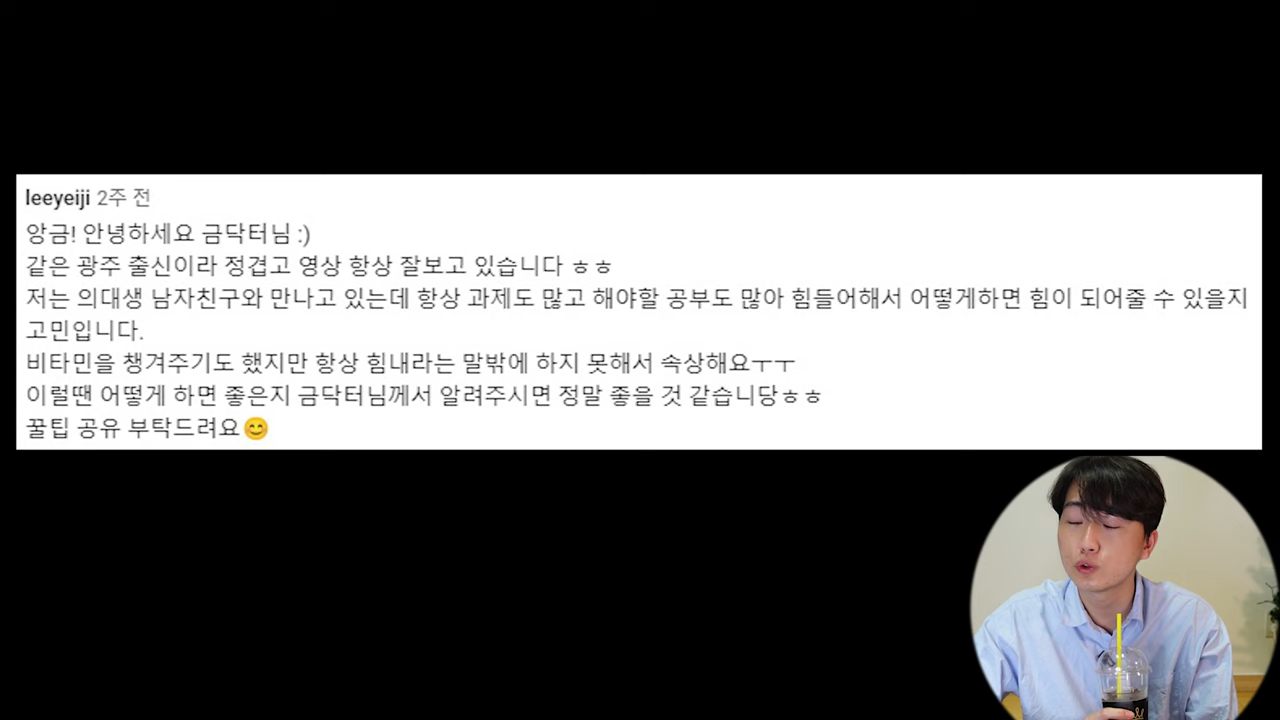 leeyeiji 2주 전
앙금! 안녕하세요 금닥터님 :)
같은 광주 출신이라 정겹고 영상 항상 잘보고 있습니다 ㅎㅎ
저는 의대생 남자친구와 만나고 있는데 항상 과제도 많고 해야할 공부도 많아 힘들어해서 어떻게하면 힘이 되어줄 수 있을지
고민입니다.
비타민을 챙겨주기도 했지만 항상 힘내라는 말밖에 하지 못해서 속상해요ㅜㅜ
이럴땐 어떻게 하면 좋은지 금닥터님께서 알려주시면 정말 좋을 것 같습니당ㅎㅎ
꿀팁 공유 부탁드려요😊